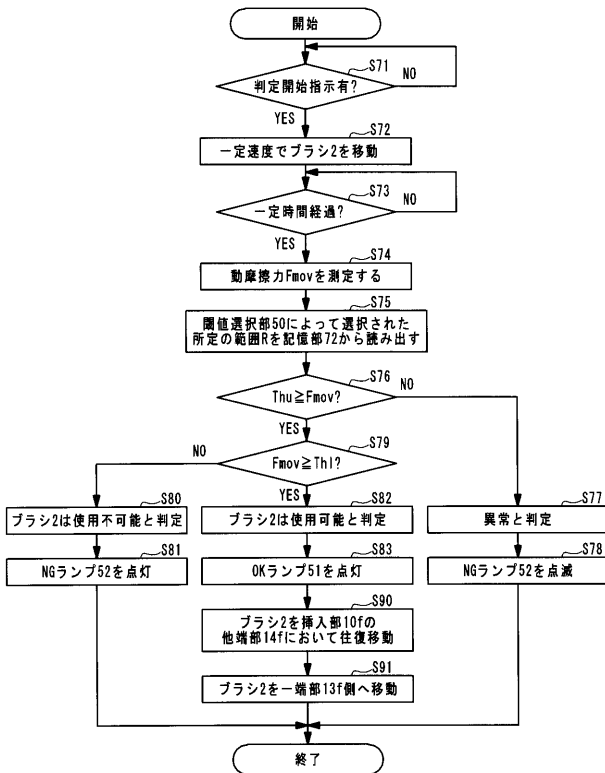 開始
S71
判定開始指示有?
NO
YES
S72
一定速度でブラシ2を移動
S73
一定時間経過?
NO
YES
S74
動摩擦力Fmovを測定する
S75
閾値選択部50によって選択された
所定の範囲Rを記憶部72から読み出す
S76
Thu≧Fmov?
NO
YES
S79
Fmov≧Thl?
NO
YES
S80
ブラシ2は使用不可能と判定
S82
ブラシ2は使用可能と判定
S77
異常と判定
S81
NGランプ52を点灯
S83
OKランプ51を点灯
S78
NGランプ52を点滅
S90
ブラシ2を挿入部10fの
他端部14fにおいて往復移動
S91
ブラシ2を一端部13f側へ移動
終了